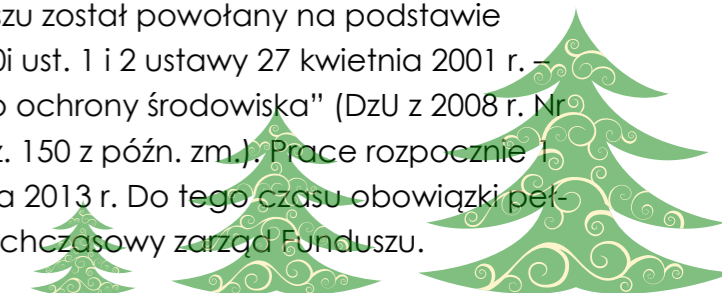 szu został powołany na podstawie
0i ust. 1 i 2 ustawy 27 kwietnia 2001 r. –
o ochrony środowiska” (DzU z 2008 r. Nr
z. 150 z późn. zm.). Prace rozpocznie 1
a 2013 r. Do tego czasu obowiązki peł-
chczasowy zarząd Funduszu.